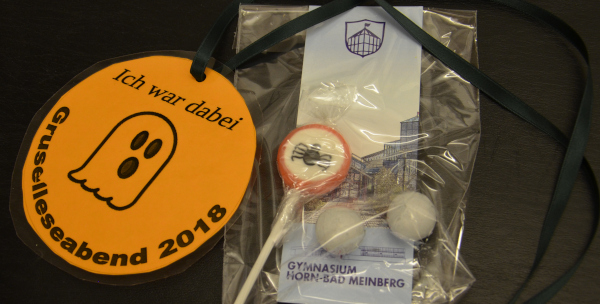 Ich war dabei
Gruselleseabend 2018
GYMNASIUM
HORN-BAD MEINBERG